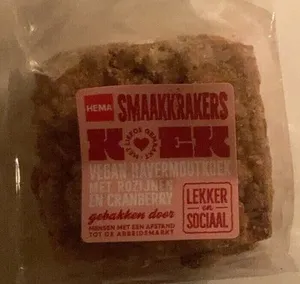 HEMA
SMAAKKRAKERS
KOEK
VEGAN HAVERMOUTKOEK
MET ROZIJNEN
EN CRANBERRY
gebakken door
MENSEN MET EEN AFSTAND
TOT DE ARBEIDSMARKT
LEKKER
en
SOCIAAL